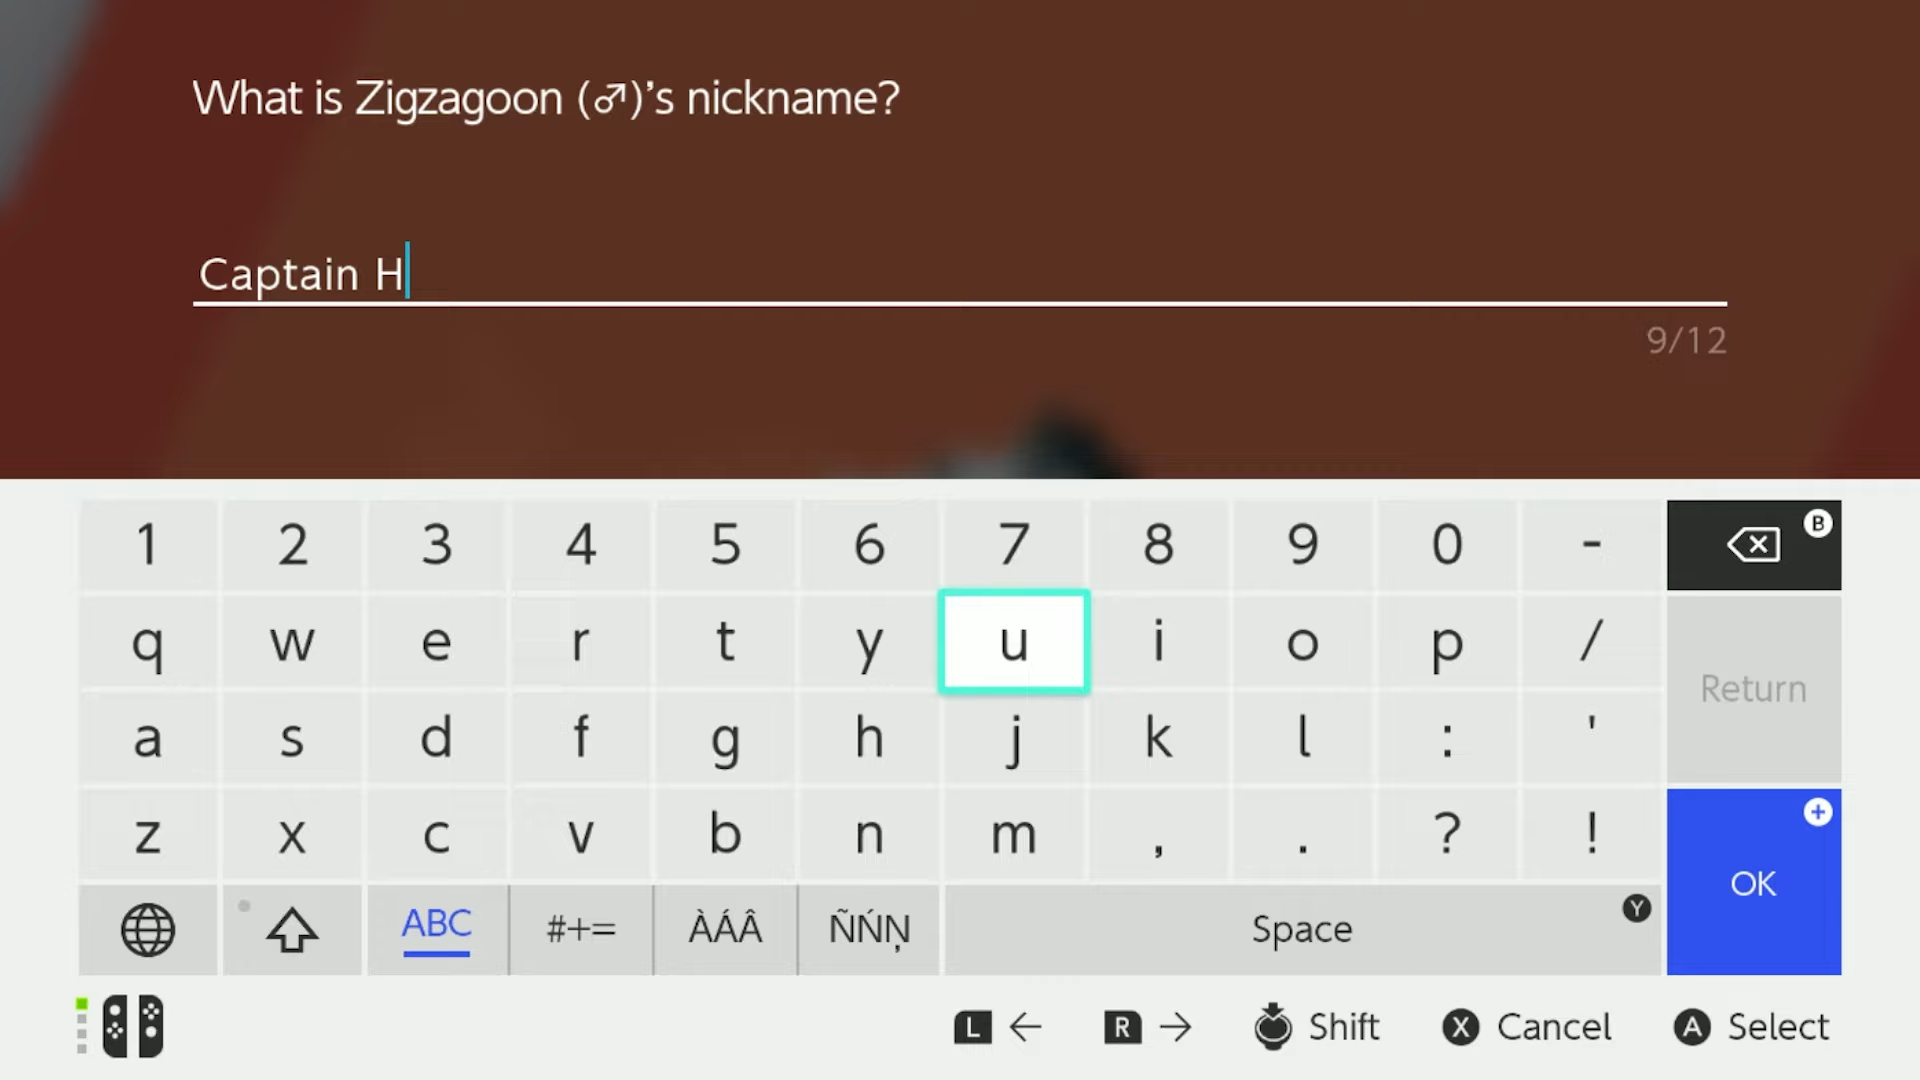 What is Zigzagoon (♂)’s nickname?
Captain H
9/12
1 2 3 4 5 6 7 8 9 0 - B
q w e r t y u i o p / Return
a s d f g h j k l : '
z x c v b n m , . ? ! + OK
ABC #+= ÀÁÂ ÑŃŅ Space Y
L ← R → Shift X Cancel A Select